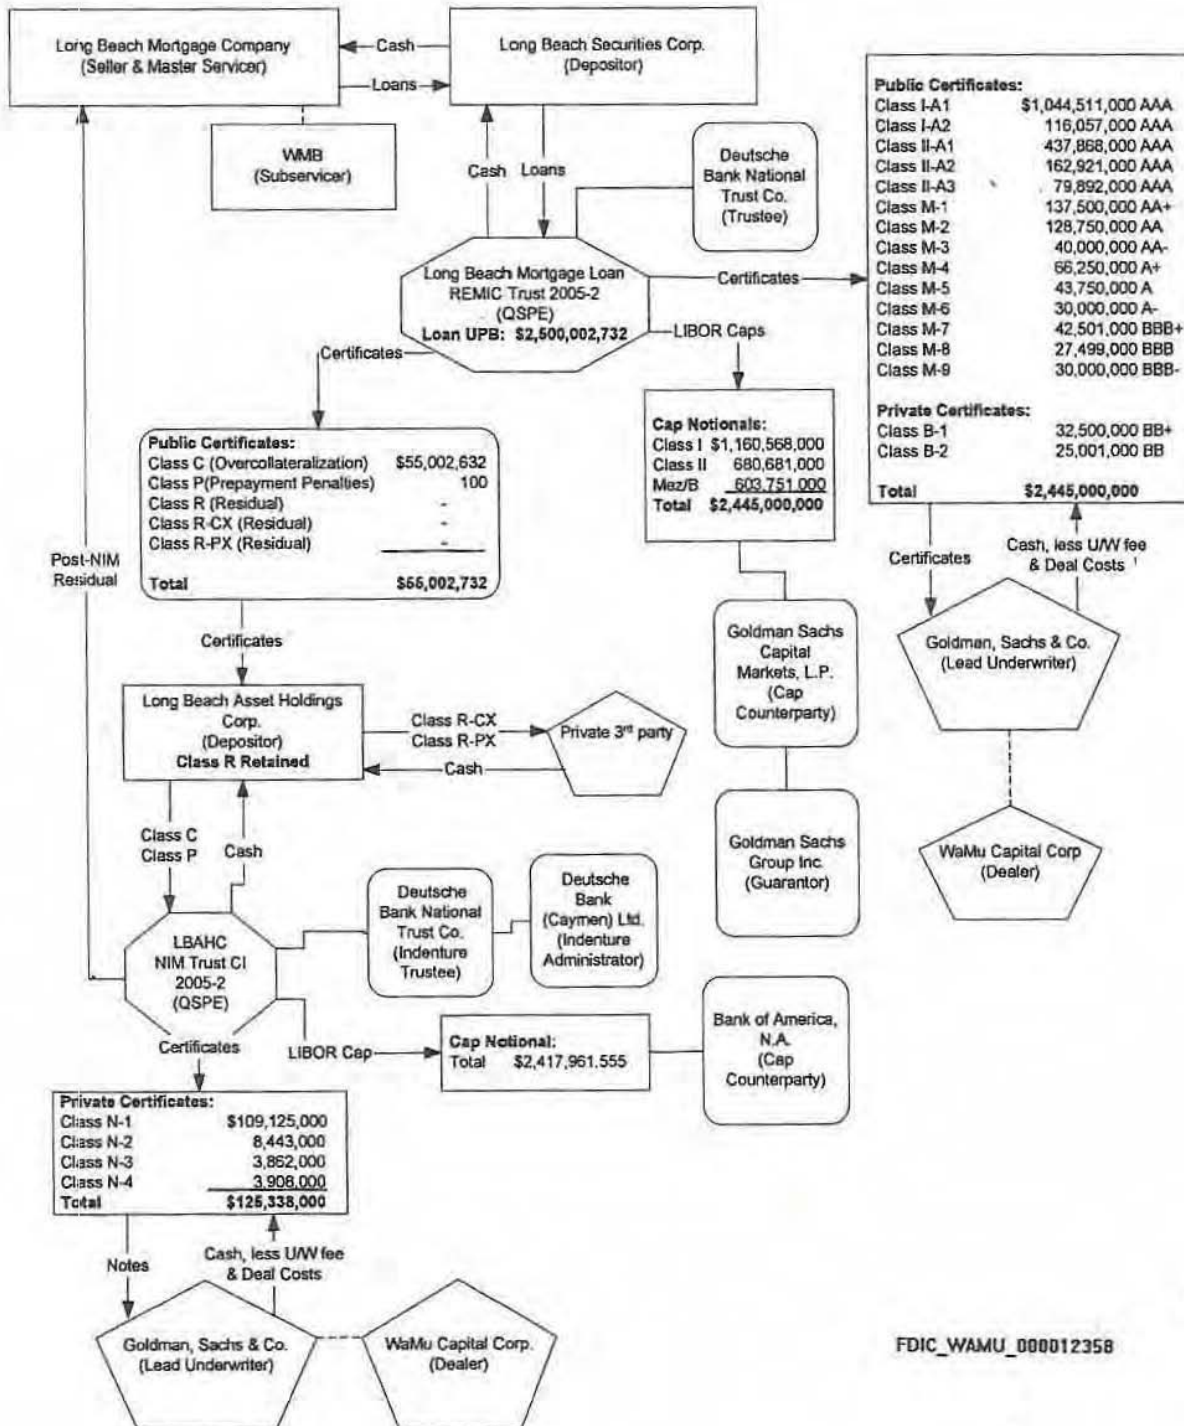 Long Beach Mortgage Company
(Seller & Master Servicer)
Cash
Loans
Long Beach Securities Corp.
(Depositor)
WMB
(Subservicer)
Cash
Loans
Deutsche
Bank National
Trust Co.
(Trustee)
Long Beach Mortgage Loan
REMIC Trust 2005-2
(QSPE)
Loan UPB: $2,500,002,732
Certificates
LIBOR Caps
Certificates
Public Certificates:
Class I-A1 $1,044,511,000 AAA
Class I-A2 116,057,000 AAA
Class II-A1 437,868,000 AAA
Class II-A2 162,921,000 AAA
Class II-A3 79,892,000 AAA
Class M-1 137,500,000 AA+
Class M-2 128,750,000 AA
Class M-3 40,000,000 AA-
Class M-4 66,250,000 A+
Class M-5 43,750,000 A
Class M-6 30,000,000 A-
Class M-7 42,501,000 BBB+
Class M-8 27,499,000 BBB
Class M-9 30,000,000 BBB-
Private Certificates:
Class B-1 32,500,000 BB+
Class B-2 25,001,000 BB
Total $2,445,000,000
Public Certificates:
Class C (Overcollateralization) $55,002,632
Class P(Prepayment Penalties) 100
Class R (Residual) -
Class R-CX (Residual) -
Class R-PX (Residual) -
Total $55,002,732
Cap Notionals:
Class I $1,160,568,000
Class II 680,681,000
Mez/B 603,751,000
Total $2,445,000,000
Post-NIM
Residual
Certificates
Certificates
Cash, less U/W fee
& Deal Costs
Goldman Sachs
Capital
Markets, L.P.
(Cap
Counterparty)
Goldman, Sachs & Co.
(Lead Underwriter)
Long Beach Asset Holdings
Corp.
(Depositor)
Class R Retained
Class R-CX
Class R-PX
Cash
Private 3rd party
Class C
Class P
Cash
Goldman Sachs
Group Inc.
(Guarantor)
WaMu Capital Corp
(Dealer)
LBAHC
NIM Trust CI
2005-2
(QSPE)
Deutsche
Bank National
Trust Co.
(Indenture
Trustee)
Deutsche
Bank
(Caymen) Ltd.
(Indenture
Administrator)
Certificates
LIBOR Cap
Cap Notional:
Total $2,417,961,555
Bank of America,
N.A.
(Cap
Counterparty)
Private Certificates:
Class N-1 $109,125,000
Class N-2 8,443,000
Class N-3 3,862,000
Class N-4 3,908,000
Total $125,338,000
Notes
Cash, less U/W fee
& Deal Costs
Goldman, Sachs & Co.
(Lead Underwriter)
WaMu Capital Corp.
(Dealer)
FDIC_WAMU_000012358